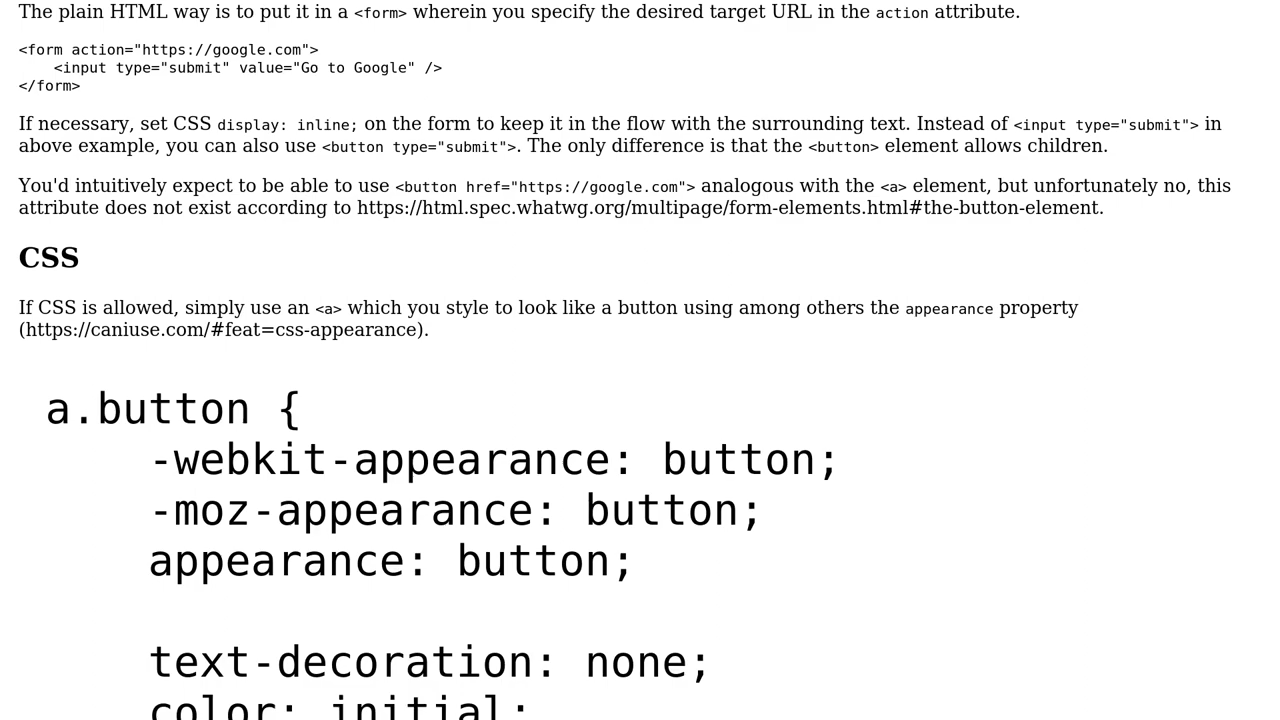 The plain HTML way is to put it in a <form> wherein you specify the desired target URL in the action attribute.
<form action="https://google.com">
    <input type="submit" value="Go to Google" />
</form>
If necessary, set CSS display: inline; on the form to keep it in the flow with the surrounding text. Instead of <input type="submit"> in
above example, you can also use <button type="submit">. The only difference is that the <button> element allows children.
You'd intuitively expect to be able to use <button href="https://google.com"> analogous with the <a> element, but unfortunately no, this
attribute does not exist according to https://html.spec.whatwg.org/multipage/form-elements.html#the-button-element.
CSS
If CSS is allowed, simply use an <a> which you style to look like a button using among others the appearance property
(https://caniuse.com/#feat=css-appearance).
a.button {
    -webkit-appearance: button;
    -moz-appearance: button;
    appearance: button;
    text-decoration: none;
    color: initial;